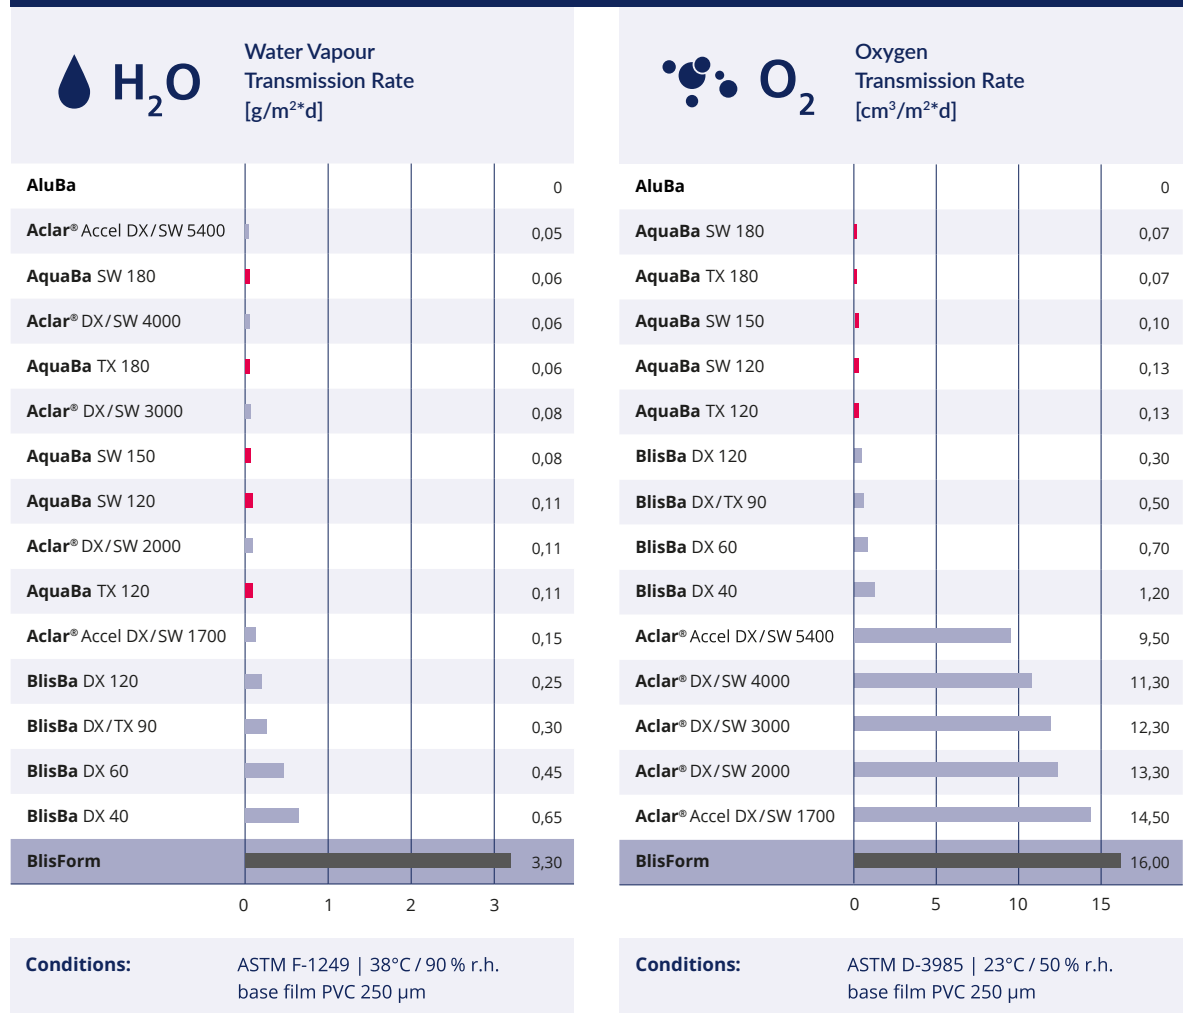 H₂O
Water Vapour
Transmission Rate
[g/m²*d]
AluBa 0
Aclar® Accel DX/SW 5400 0,05
AquaBa SW 180 0,06
Aclar® DX/SW 4000 0,06
AquaBa TX 180 0,06
Aclar® DX/SW 3000 0,08
AquaBa SW 150 0,08
AquaBa SW 120 0,11
Aclar® DX/SW 2000 0,11
AquaBa TX 120 0,11
Aclar® Accel DX/SW 1700 0,15
BlisBa DX 120 0,25
BlisBa DX/TX 90 0,30
BlisBa DX 60 0,45
BlisBa DX 40 0,65
BlisForm 3,30
0 1 2 3
Conditions: ASTM F-1249 | 38°C / 90 % r.h.
base film PVC 250 µm
O₂
Oxygen
Transmission Rate
[cm³/m²*d]
AluBa 0
AquaBa SW 180 0,07
AquaBa TX 180 0,07
AquaBa SW 150 0,10
AquaBa SW 120 0,13
AquaBa TX 120 0,13
BlisBa DX 120 0,30
BlisBa DX/TX 90 0,50
BlisBa DX 60 0,70
BlisBa DX 40 1,20
Aclar® Accel DX/SW 5400 9,50
Aclar® DX/SW 4000 11,30
Aclar® DX/SW 3000 12,30
Aclar® DX/SW 2000 13,30
Aclar® Accel DX/SW 1700 14,50
BlisForm 16,00
0 5 10 15
Conditions: ASTM D-3985 | 23°C / 50 % r.h.
base film PVC 250 µm